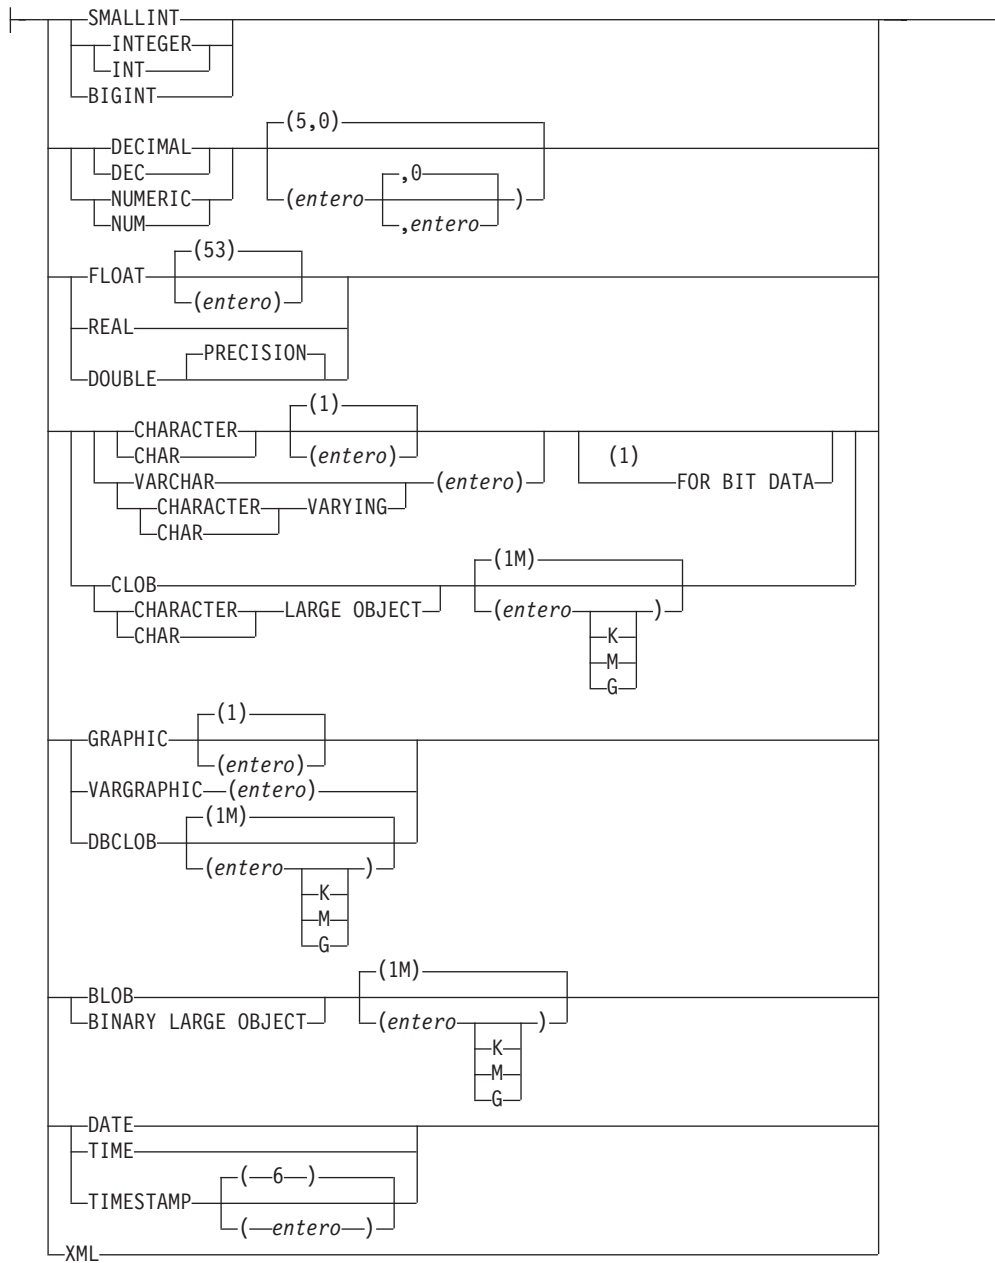 SMALLINT
INTEGER
INT
BIGINT
(5,0)
DECIMAL
DEC
,0
NUMERIC
(entero
)
NUM
,entero
(53)
FLOAT
(entero)
REAL
PRECISION
DOUBLE
(1)
CHARACTER
CHAR
(entero)
(1)
VARCHAR
(entero)
FOR BIT DATA
CHARACTER
VARYING
CHAR
(1M)
CLOB
CHARACTER
LARGE OBJECT
(entero
)
CHAR
K
M
G
(1)
GRAPHIC
(entero)
VARGRAPHIC
(entero)
(1M)
DBCLOB
(entero
)
K
M
G
(1M)
BLOB
BINARY LARGE OBJECT
(entero
)
K
M
G
DATE
TIME
( 6 )
TIMESTAMP
( entero )
XML